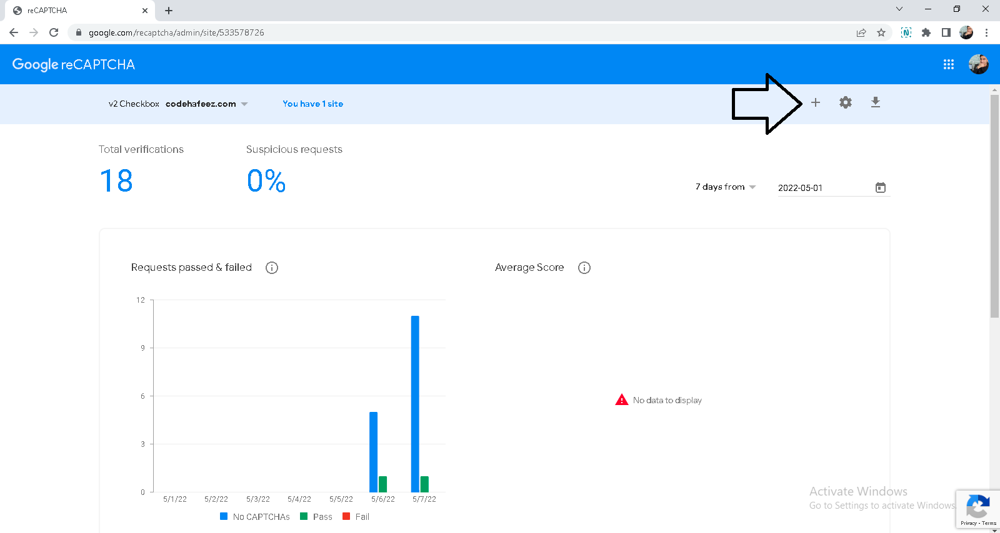 reCAPTCHA
google.com/recaptcha/admin/site/533578726
Google reCAPTCHA
v2 Checkbox codehafeez.com You have 1 site
Total verifications Suspicious requests
18 0%
7 days from 2022-05-01
Requests passed & failed Average Score
12
9
6
3
0
No data to display
5/1/22 5/2/22 5/3/22 5/4/22 5/5/22 5/6/22 5/7/22
No CAPTCHAs Pass Fail
Activate Windows
Go to Settings to activate Windows.
Privacy - Terms